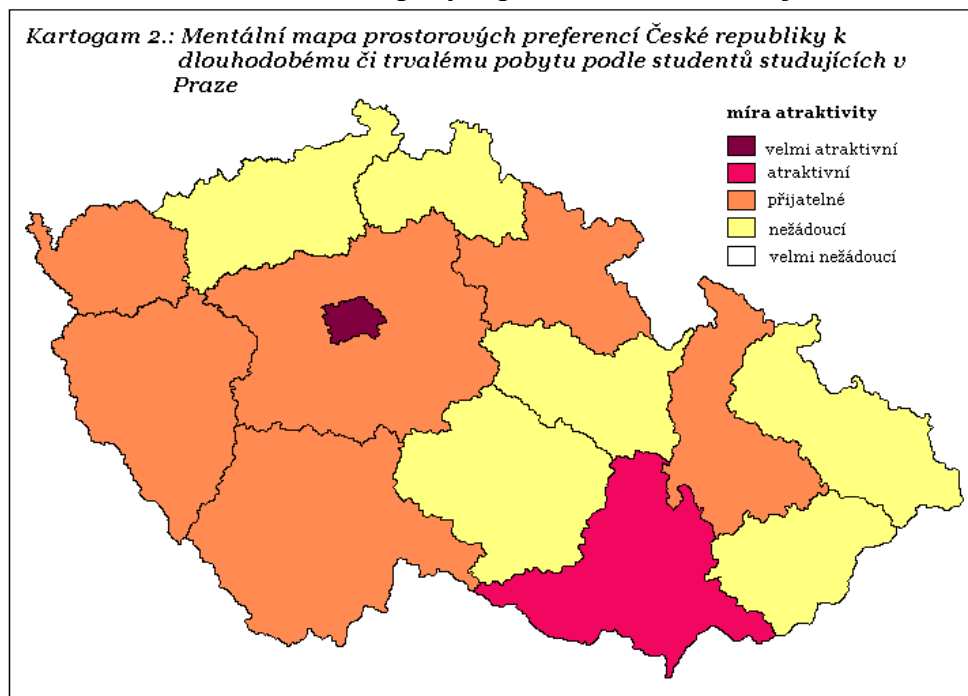 Kartogam 2.: Mentální mapa prostorových preferencí České republiky k
dlouhodobému či trvalému pobytu podle studentů studujících v
Praze
míra atraktivity
velmi atraktivní
atraktivní
přijatelné
nežádoucí
velmi nežádoucí